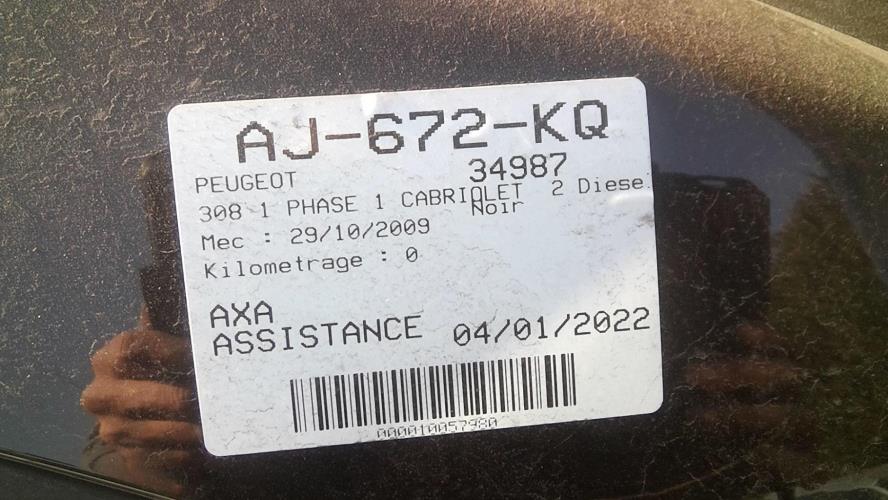 AJ-672-KQ
PEUGEOT 34987
308 1 PHASE 1 CABRIOLET 2 Diese
Noir
Mec : 29/10/2009
Kilometrage : 0
AXA
ASSISTANCE 04/01/2022
000010057980